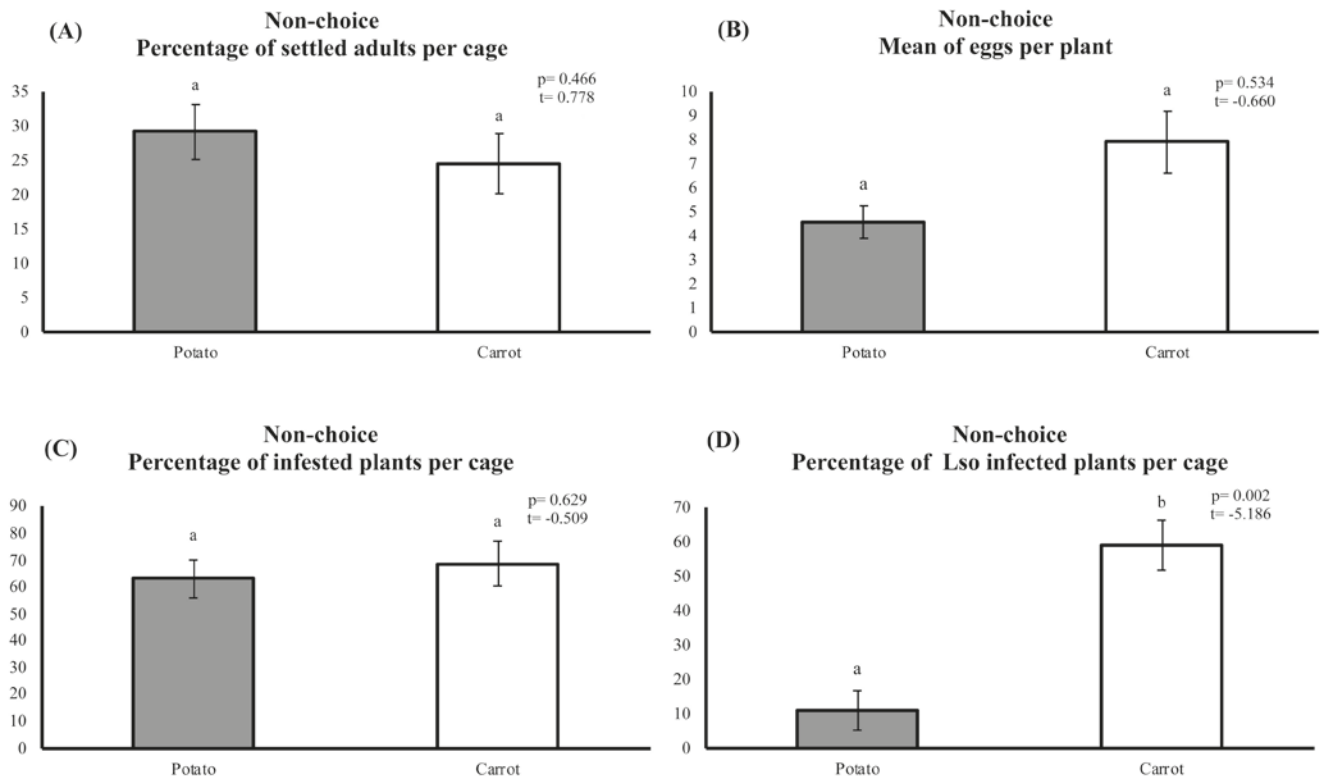 (A)
Non-choice
Percentage of settled adults per cage
p= 0.466
t= 0.778
a
a
35
30
25
20
15
10
5
0
Potato
Carrot
(B)
Non-choice
Mean of eggs per plant
p= 0.534
t= -0.660
a
a
10
9
8
7
6
5
4
3
2
1
0
Potato
Carrot
(C)
Non-choice
Percentage of infested plants per cage
p= 0.629
t= -0.509
a
a
90
80
70
60
50
40
30
20
10
0
Potato
Carrot
(D)
Non-choice
Percentage of Lso infected plants per cage
p= 0.002
t= -5.186
b
a
70
60
50
40
30
20
10
0
Potato
Carrot